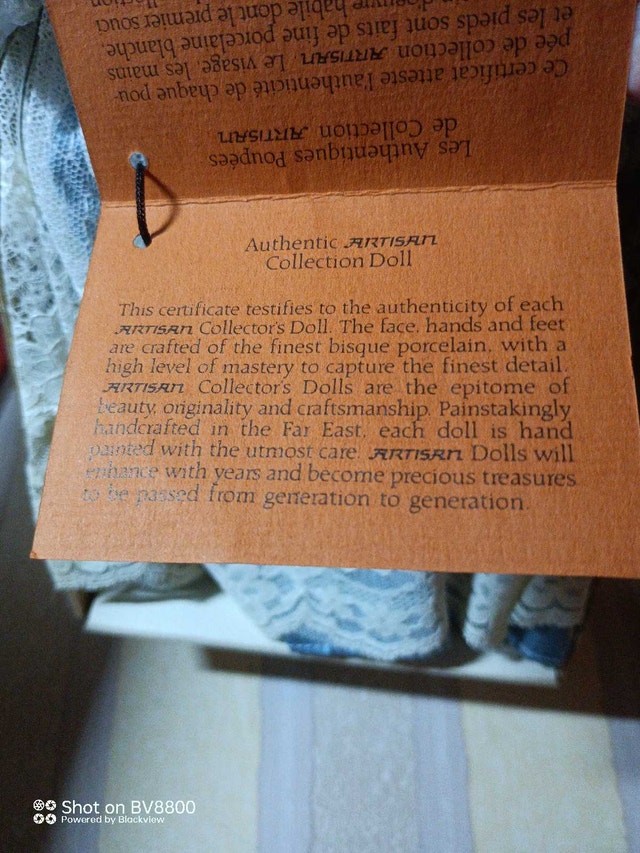 Les Authentiques Poupées
de Collection ARTISAN
Ce certificat atteste l'authenticité de chaque pou-
pée de collection ARTISAN. Le visage, les mains
et les pieds sont faits de fine porcelaine blanche,
d'oeuvre habile dont le premier
Authentic ARTISAN
Collection Doll
This certificate testifies to the authenticity of each
ARTISAN Collector's Doll. The face, hands and feet
are crafted of the finest bisque porcelain, with a
high level of mastery to capture the finest detail.
ARTISAN Collector's Dolls are the epitome of
beauty, originality and craftsmanship. Painstakingly
handcrafted in the Far East, each doll is hand
painted with the utmost care. ARTISAN Dolls will
enhance with years and become precious treasures
to be passed from generation to generation.
Shot on BV8800
Powered by Blackview